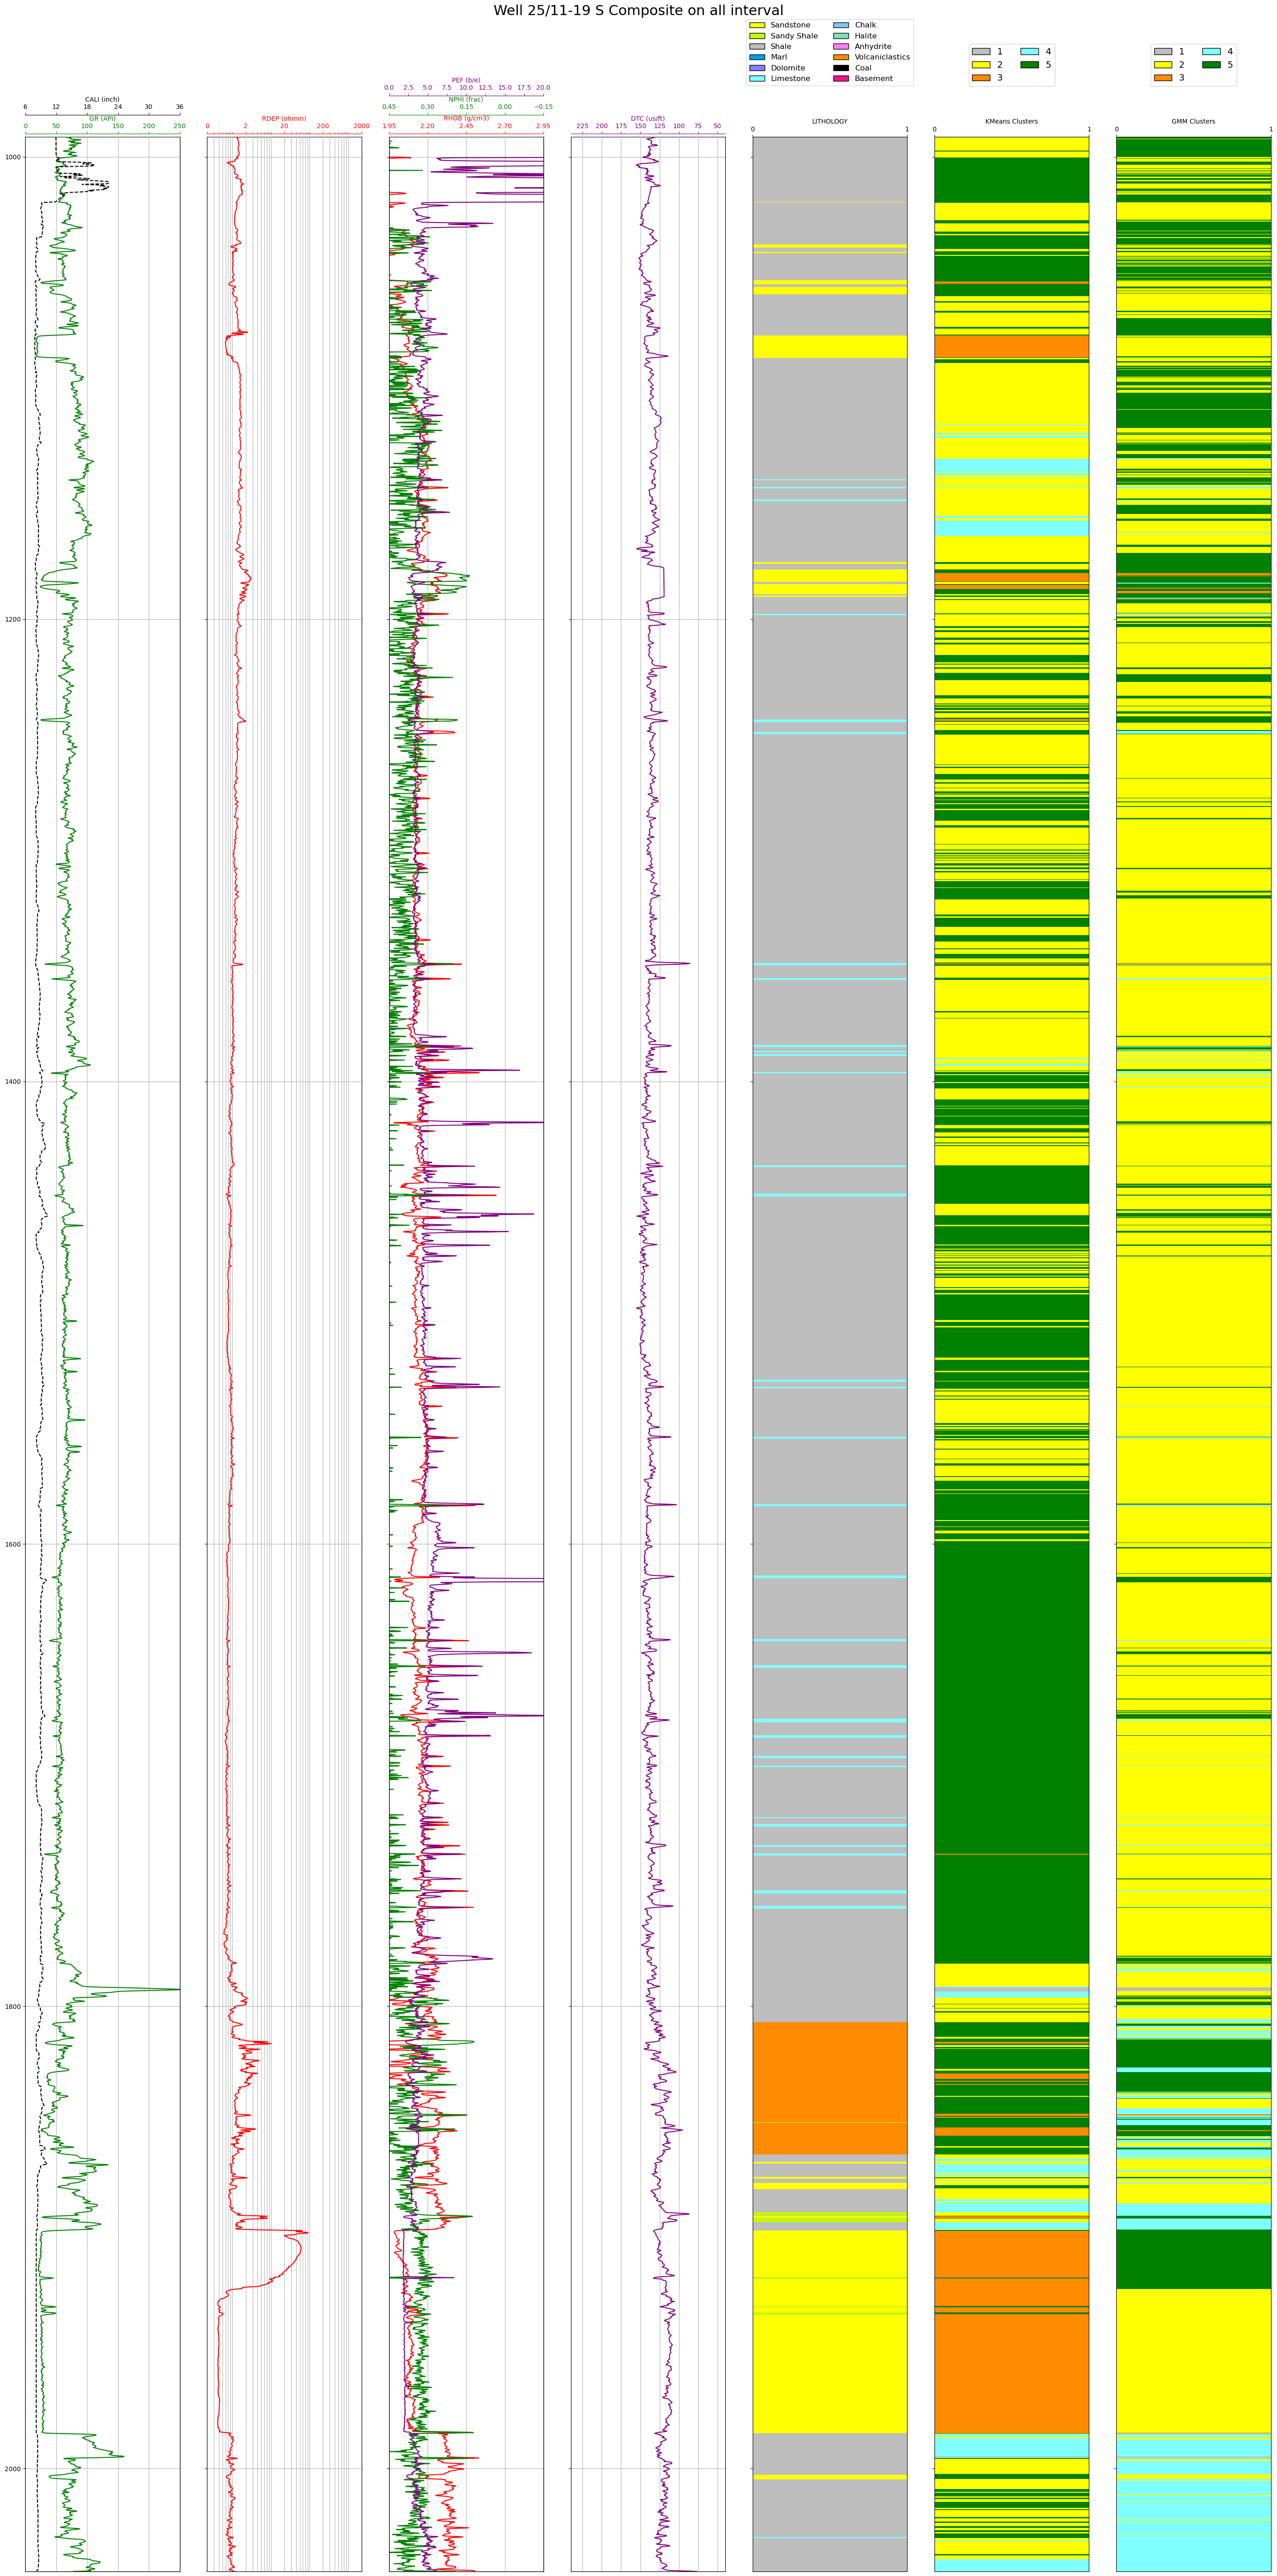 Well 25/11-19 S Composite on all interval
Sandstone Chalk
Sandy Shale Halite
Shale Anhydrite
Marl Volcaniclastics
Dolomite Coal
Limestone Basement
1 4
2 5
3
1 4
2 5
3
PEF (b/e)
0.0 2.5 5.0 7.5 10.0 12.5 15.0 17.5 20.0
CALI (inch)
6 12 18 24 30 36
NPHI (frac)
0.45 0.30 0.15 0.00 −0.15
GR (API)
0 50 100 150 200 250
RDEP (ohmm)
0 2 20 200 2000
RHOB (g/cm3)
1.95 2.20 2.45 2.70 2.95
DTC (us/ft)
225 200 175 150 125 100 75 50
LITHOLOGY
0 1
KMeans Clusters
0 1
GMM Clusters
0 1
1000
1200
1400
1600
1800
2000